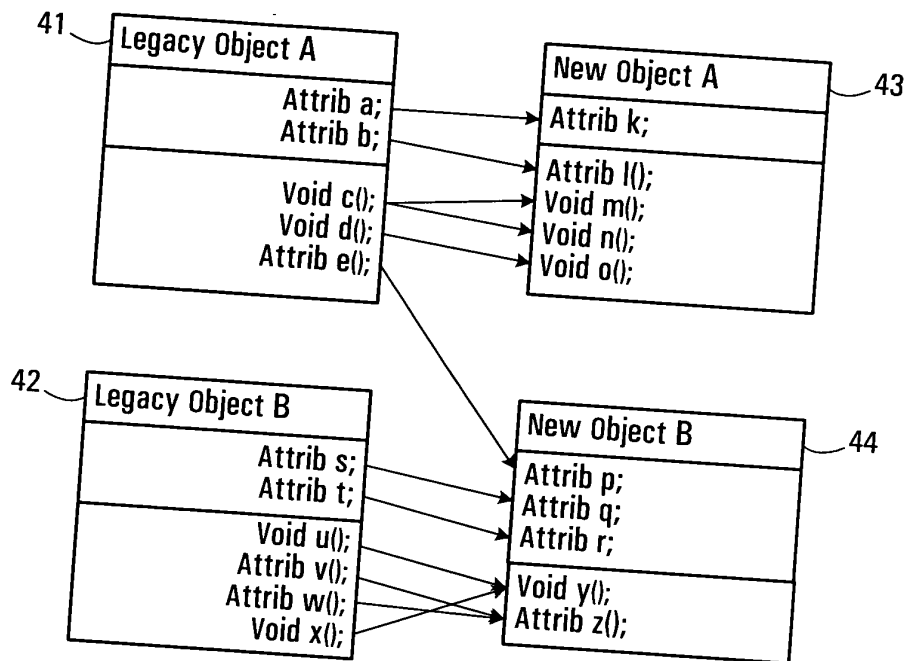 41
Legacy Object A
Attrib a;
Attrib b;
Void c();
Void d();
Attrib e();
New Object A
43
Attrib k;
Attrib l();
Void m();
Void n();
Void o();
42
Legacy Object B
Attrib s;
Attrib t;
Void u();
Attrib v();
Attrib w();
Void x();
New Object B
44
Attrib p;
Attrib q;
Attrib r;
Void y();
Attrib z();